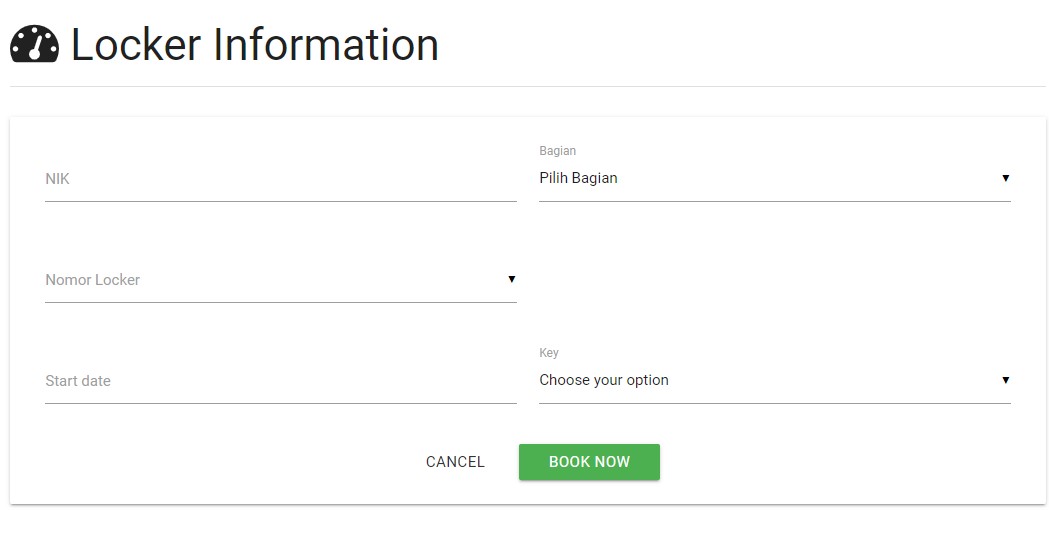 Locker Information
NIK
Bagian
Pilih Bagian
Nomor Locker
Start date
Key
Choose your option
CANCEL
BOOK NOW